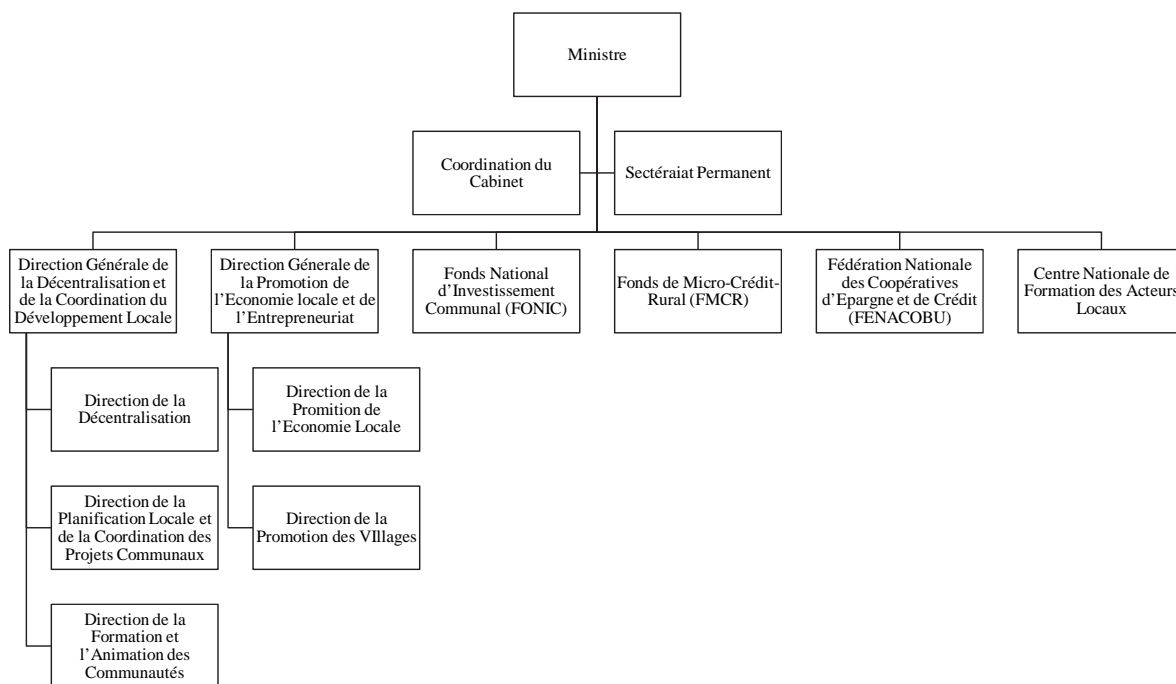 Ministre
Coordination du
Cabinet
Sectéraiat Permanent
Direction Générale de
la Décentralisation et
de la Coordination du
Développement Locale
Direction Génerale de
la Promotion de
l’Economie locale et de
l’Entrepreneuriat
Fonds National
d’Investissement
Communal (FONIC)
Fonds de Micro-Crédit-
Rural (FMCR)
Fédération Nationale
des Coopératives
d’Epargne et de Crédit
(FENACOBU)
Centre Nationale de
Formation des Acteurs
Locaux
Direction de la
Décentralisation
Direction de la
Promition de
l’Economie Locale
Direction de la
Planification Locale et
de la Coordination des
Projets Communaux
Direction de la
Promotion des VIllages
Direction de la
Formation et
l’Animation des
Communautés